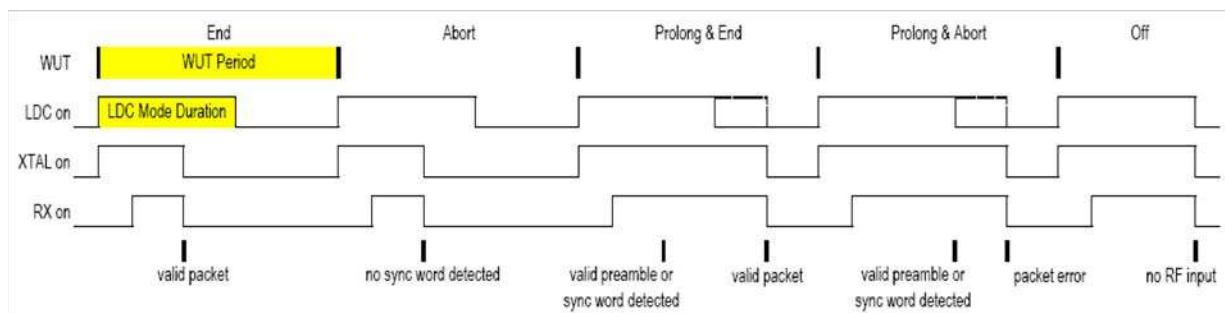 End Abort Prolong & End Prolong & Abort Off
WUT WUT Period
LDC on LDC Mode Duration
XTAL on
RX on
valid packet no sync word detected valid preamble or valid packet valid preamble or packet error no RF input
sync word detected sync word detected